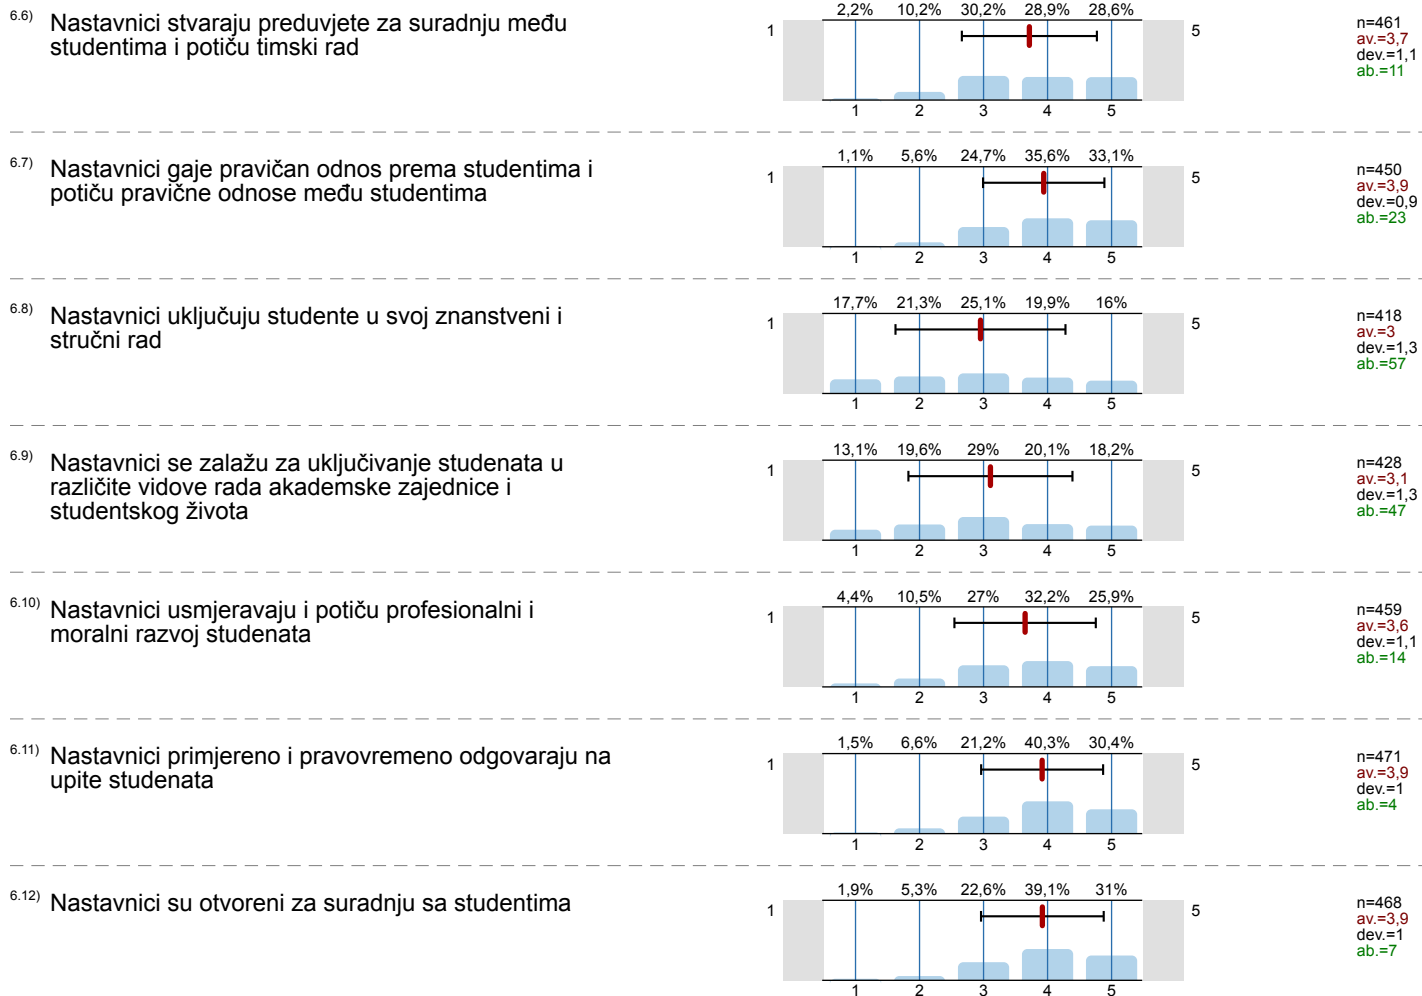 6.6) Nastavnici stvaraju preduvjete za suradnju među
studentima i potiču timski rad
2,2% 10,2% 30,2% 28,9% 28,6%
1 5
1 2 3 4 5
n=461
av.=3,7
dev.=1,1
ab.=11
6.7) Nastavnici gaje pravičan odnos prema studentima i
potiču pravične odnose među studentima
1,1% 5,6% 24,7% 35,6% 33,1%
1 5
1 2 3 4 5
n=450
av.=3,9
dev.=0,9
ab.=23
6.8) Nastavnici uključuju studente u svoj znanstveni i
stručni rad
17,7% 21,3% 25,1% 19,9% 16%
1 5
1 2 3 4 5
n=418
av.=3
dev.=1,3
ab.=57
6.9) Nastavnici se zalažu za uključivanje studenata u
različite vidove rada akademske zajednice i
studentskog života
13,1% 19,6% 29% 20,1% 18,2%
1 5
1 2 3 4 5
n=428
av.=3,1
dev.=1,3
ab.=47
6.10) Nastavnici usmjeravaju i potiču profesionalni i
moralni razvoj studenata
4,4% 10,5% 27% 32,2% 25,9%
1 5
1 2 3 4 5
n=459
av.=3,6
dev.=1,1
ab.=14
6.11) Nastavnici primjereno i pravovremeno odgovaraju na
upite studenata
1,5% 6,6% 21,2% 40,3% 30,4%
1 5
1 2 3 4 5
n=471
av.=3,9
dev.=1
ab.=4
6.12) Nastavnici su otvoreni za suradnju sa studentima
1,9% 5,3% 22,6% 39,1% 31%
1 5
1 2 3 4 5
n=468
av.=3,9
dev.=1
ab.=7